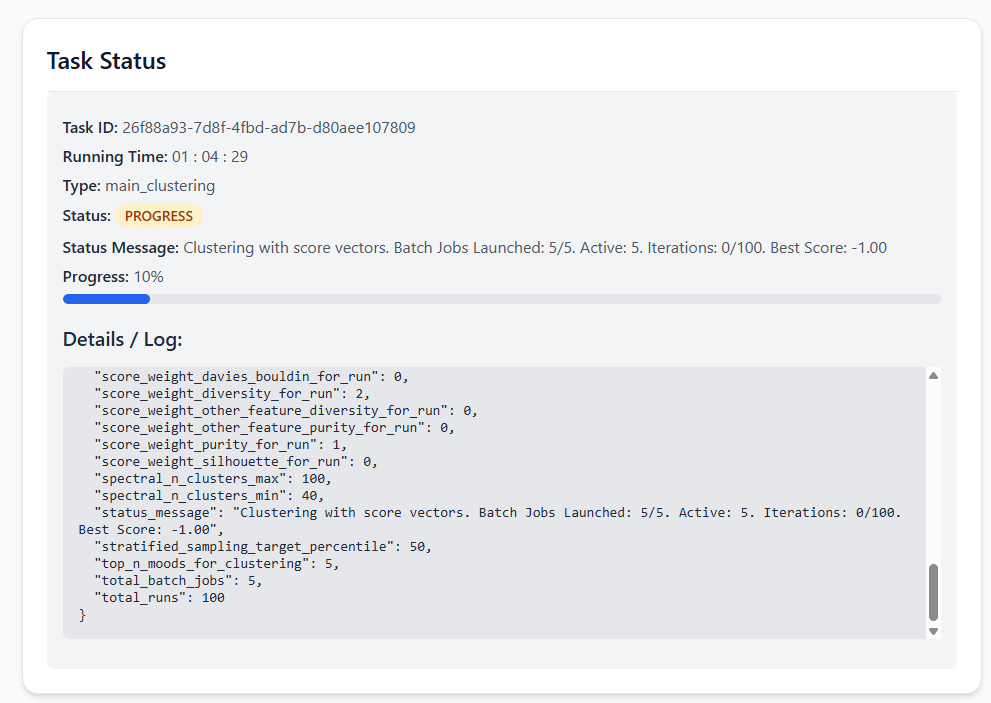 Task Status
Task ID: 26f88a93-7d8f-4fbd-ad7b-d80aee107809
Running Time: 01 : 04 : 29
Type: main_clustering
Status: PROGRESS
Status Message: Clustering with score vectors. Batch Jobs Launched: 5/5. Active: 5. Iterations: 0/100. Best Score: -1.00
Progress: 10%
Details / Log:
"score_weight_davies_bouldin_for_run": 0,
"score_weight_diversity_for_run": 2,
"score_weight_other_feature_diversity_for_run": 0,
"score_weight_other_feature_purity_for_run": 0,
"score_weight_purity_for_run": 1,
"score_weight_silhouette_for_run": 0,
"spectral_n_clusters_max": 100,
"spectral_n_clusters_min": 40,
"status_message": "Clustering with score vectors. Batch Jobs Launched: 5/5. Active: 5. Iterations: 0/100.
Best Score: -1.00",
"stratified_sampling_target_percentile": 50,
"top_n_moods_for_clustering": 5,
"total_batch_jobs": 5,
"total_runs": 100
}